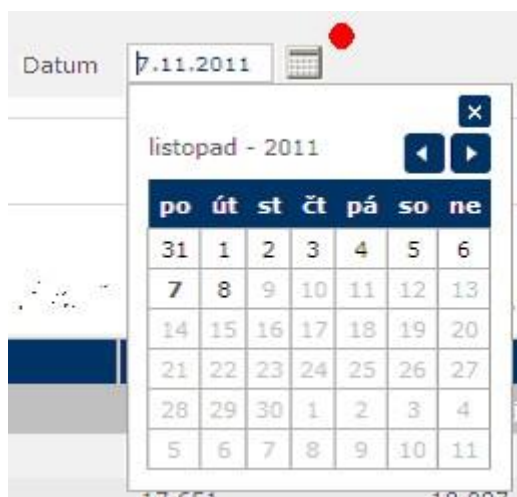 Datum 7.11.2011
listopad - 2011
po út st čt pá so ne
31 1 2 3 4 5 6
7 8 9 10 11 12 13
14 15 16 17 18 19 20
21 22 23 24 25 26 27
28 29 30 1 2 3 4
5 6 7 8 9 10 11